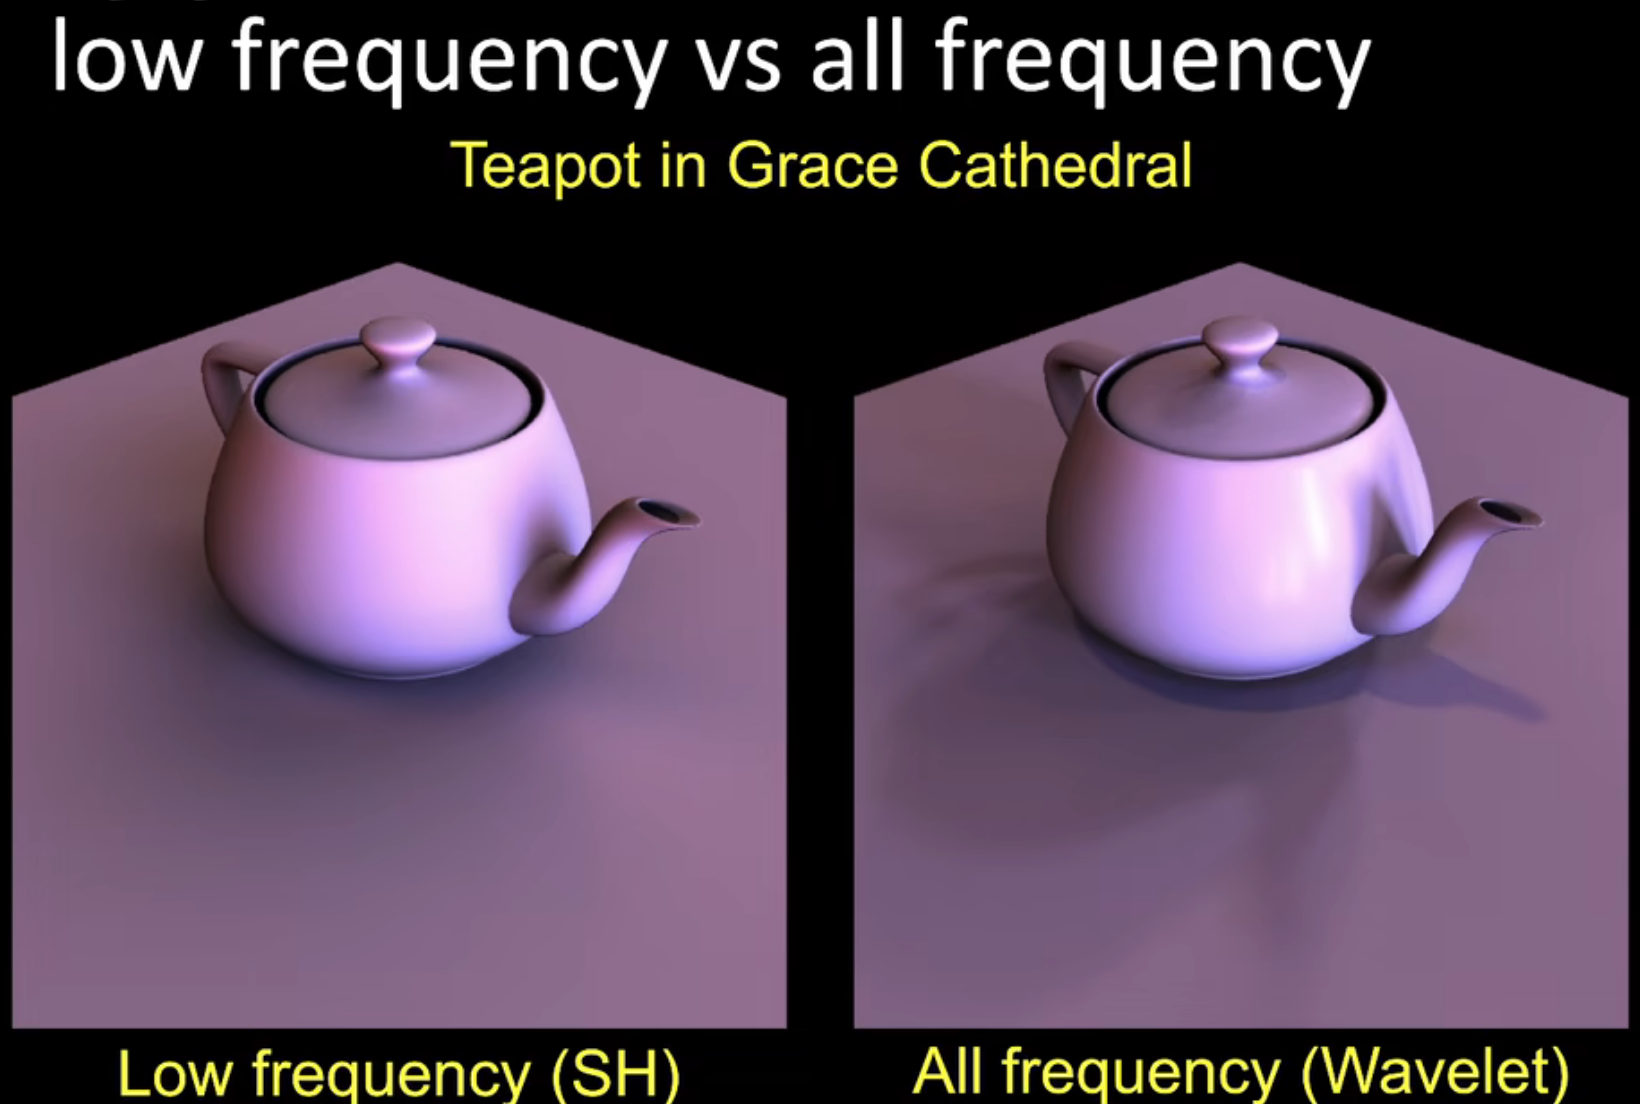 low frequency vs all frequency
Teapot in Grace Cathedral
Low frequency (SH)
All frequency (Wavelet)